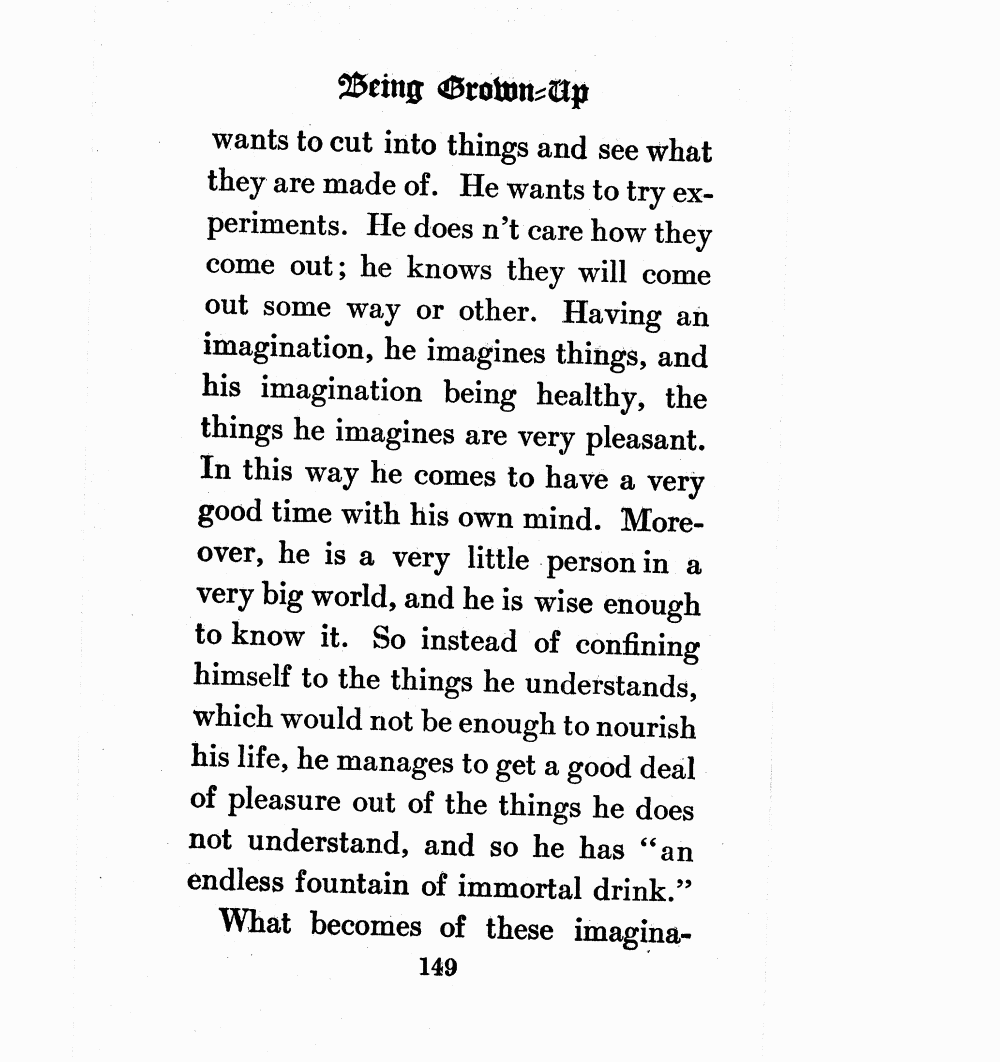 Being Grown-Up
wants to cut into things and see what
they are made of. He wants to try ex-
periments. He does n't care how they
come out; he knows they will come
out some way or other. Having an
imagination, he imagines things, and
his imagination being healthy, the
things he imagines are very pleasant.
In this way he comes to have a very
good time with his own mind. More-
over, he is a very little person in a
very big world, and he is wise enough
to know it. So instead of confining
himself to the things he understands,
which would not be enough to nourish
his life, he manages to get a good deal
of pleasure out of the things he does
not understand, and so he has “an
endless fountain of immortal drink.”
What becomes of these imagina-
149